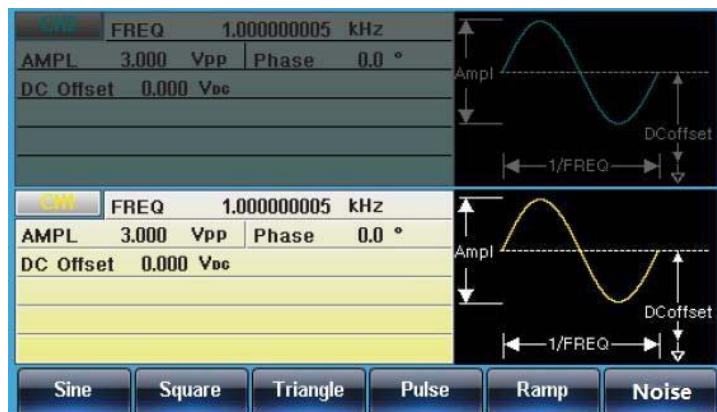 CH2 FREQ 1.000000005 kHz
AMPL 3.000 Vpp Phase 0.0 °
DC Offset 0.000 VDC
Ampl
DCoffset
1/FREQ
CH1 FREQ 1.000000005 kHz
AMPL 3.000 Vpp Phase 0.0 °
DC Offset 0.000 VDC
Ampl
DCoffset
1/FREQ
Sine Square Triangle Pulse Ramp Noise